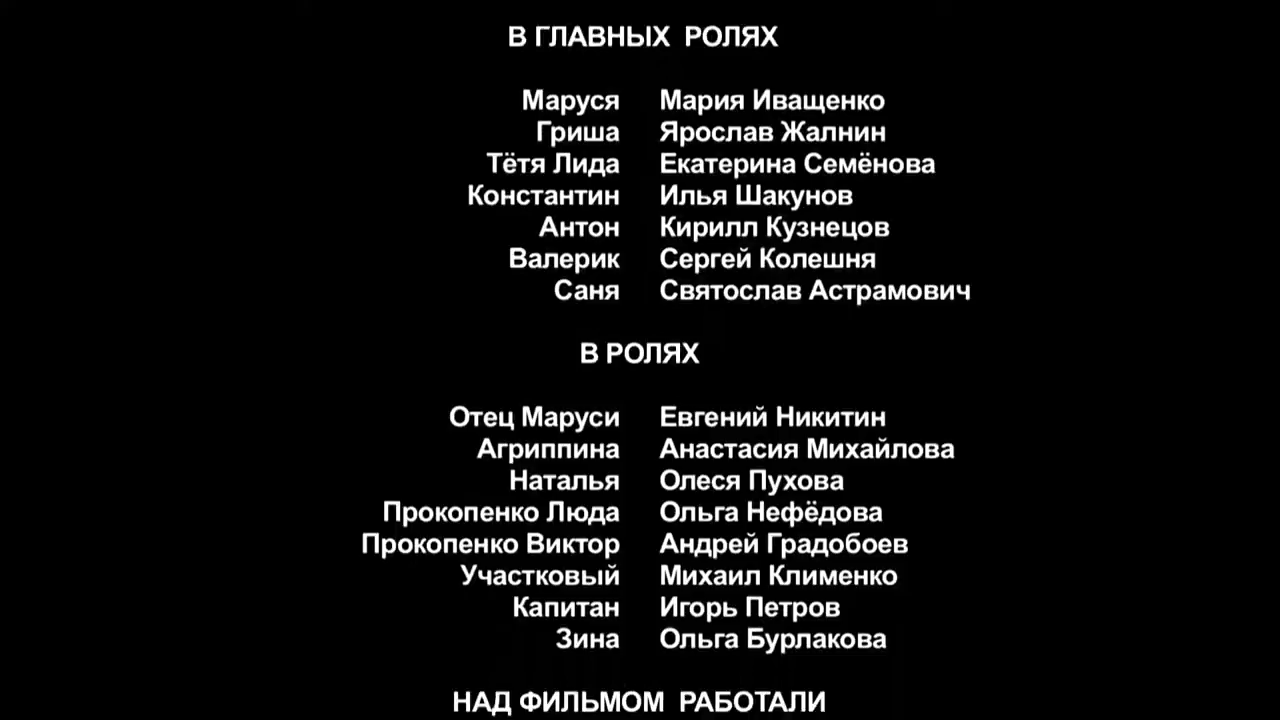 В ГЛАВНЫХ РОЛЯХ
Маруся Мария Иващенко
Гриша Ярослав Жалнин
Тётя Лида Екатерина Семёнова
Константин Илья Шакунов
Антон Кирилл Кузнецов
Валерик Сергей Колешня
Саня Святослав Астрамович
В РОЛЯХ
Отец Маруси Евгений Никитин
Агриппина Анастасия Михайлова
Наталья Олеся Пухова
Прокопенко Люда Ольга Нефёдова
Прокопенко Виктор Андрей Градобоев
Участковый Михаил Клименко
Капитан Игорь Петров
Зина Ольга Бурлакова
НАД ФИЛЬМОМ РАБОТАЛИ